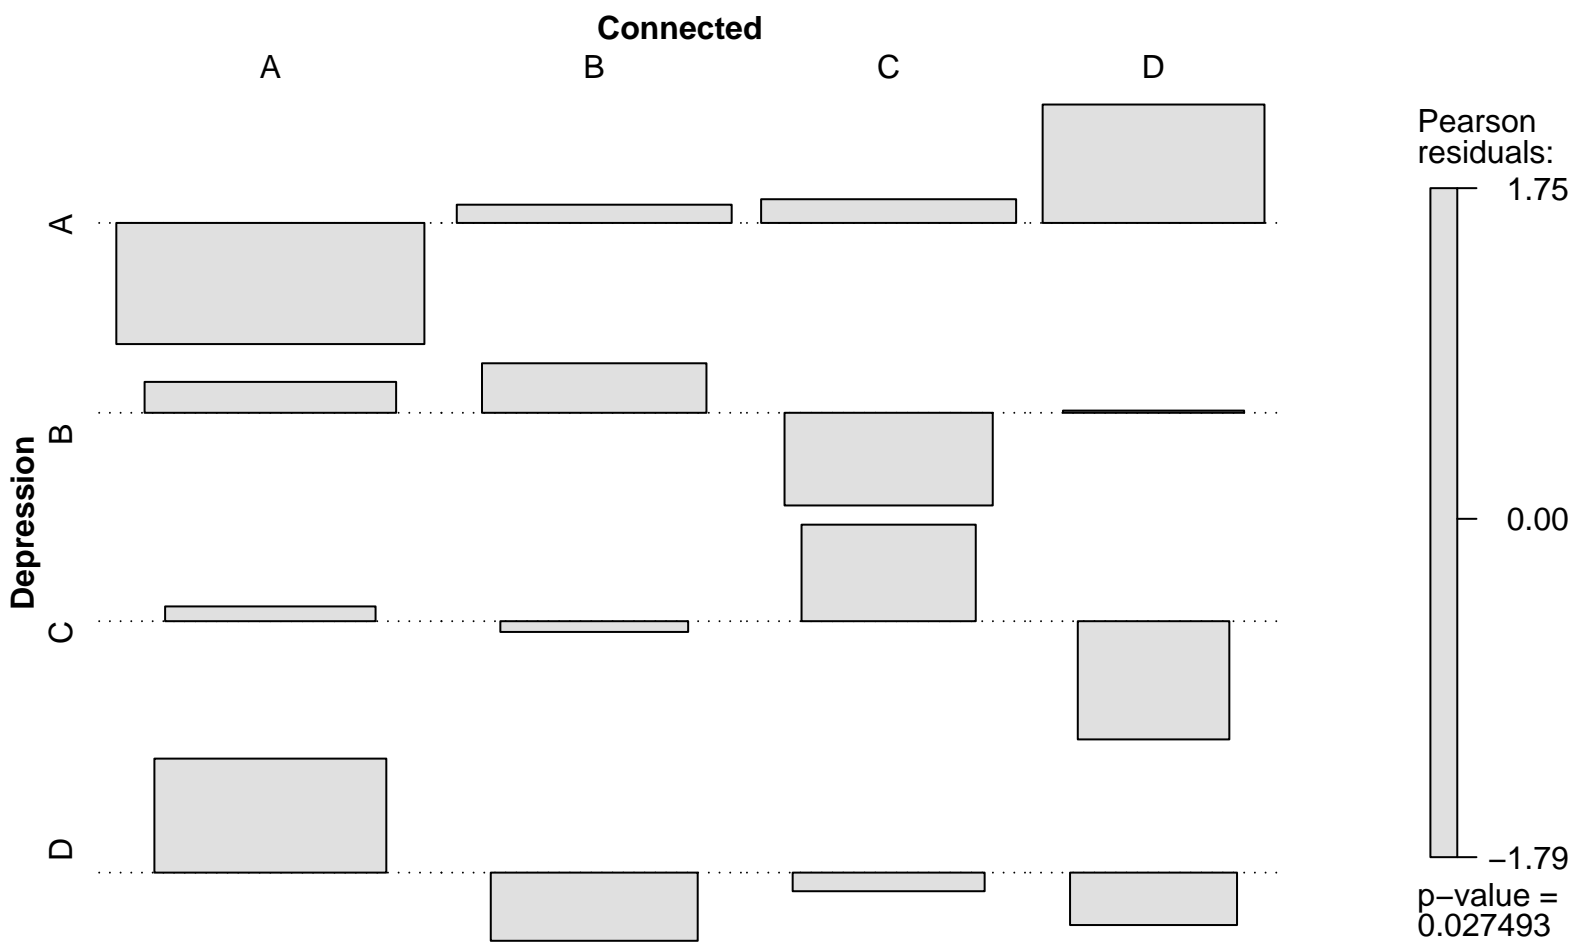 Connected
A B C D
Pearson
residuals:
1.75
0.00
−1.79
p−value =
0.027493
Depression
A
B
C
D